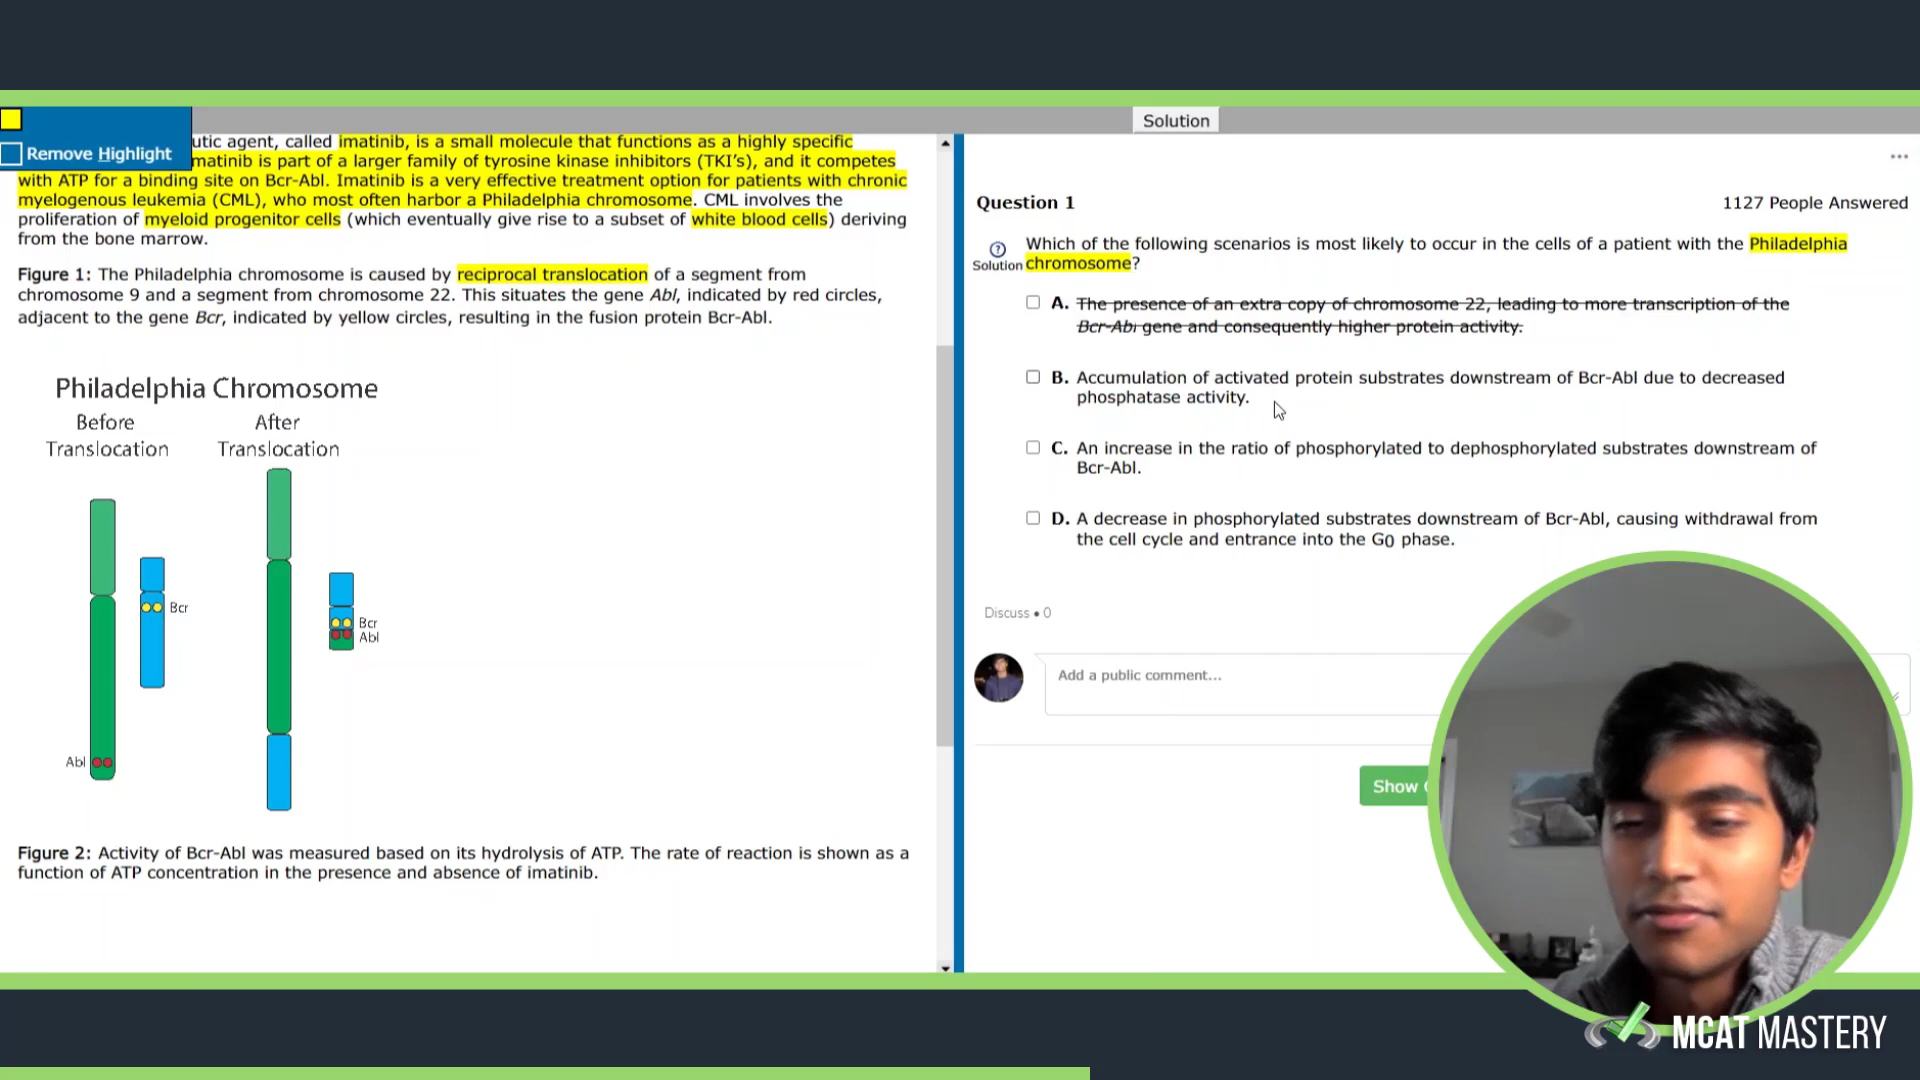 Solution
Remove Highlight
utic agent, called imatinib, is a small molecule that functions as a highly specific
matinib is part of a larger family of tyrosine kinase inhibitors (TKI's), and it competes
with ATP for a binding site on Bcr-Abl. Imatinib is a very effective treatment option for patients with chronic
myelogenous leukemia (CML), who most often harbor a Philadelphia chromosome. CML involves the
proliferation of myeloid progenitor cells (which eventually give rise to a subset of white blood cells) deriving
from the bone marrow.
Figure 1: The Philadelphia chromosome is caused by reciprocal translocation of a segment from
chromosome 9 and a segment from chromosome 22. This situates the gene Abl, indicated by red circles,
adjacent to the gene Bcr, indicated by yellow circles, resulting in the fusion protein Bcr-Abl.
Philadelphia Chromosome
Before
Translocation
After
Translocation
Bcr
Abl
Bcr
Abl
Figure 2: Activity of Bcr-Abl was measured based on its hydrolysis of ATP. The rate of reaction is shown as a
function of ATP concentration in the presence and absence of imatinib.
Question 1
1127 People Answered
Solution
Which of the following scenarios is most likely to occur in the cells of a patient with the Philadelphia
chromosome?
A. The presence of an extra copy of chromosome 22, leading to more transcription of the
Bcr-Abl gene and consequently higher protein activity.
B. Accumulation of activated protein substrates downstream of Bcr-Abl due to decreased
phosphatase activity.
C. An increase in the ratio of phosphorylated to dephosphorylated substrates downstream of
Bcr-Abl.
D. A decrease in phosphorylated substrates downstream of Bcr-Abl, causing withdrawal from
the cell cycle and entrance into the G0 phase.
Discuss • 0
Add a public comment...
Show
MCAT MASTERY